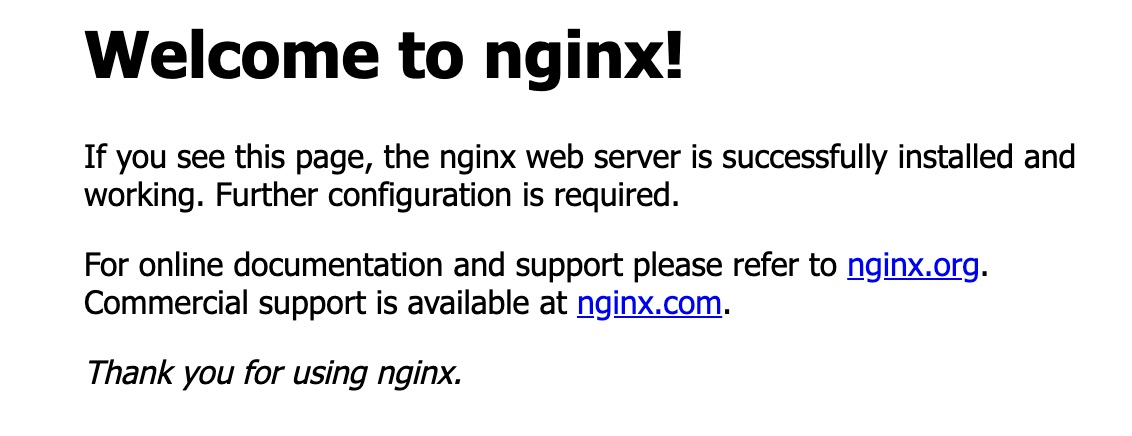 Welcome to nginx!
If you see this page, the nginx web server is successfully installed and
working. Further configuration is required.
For online documentation and support please refer to nginx.org.
Commercial support is available at nginx.com.
Thank you for using nginx.